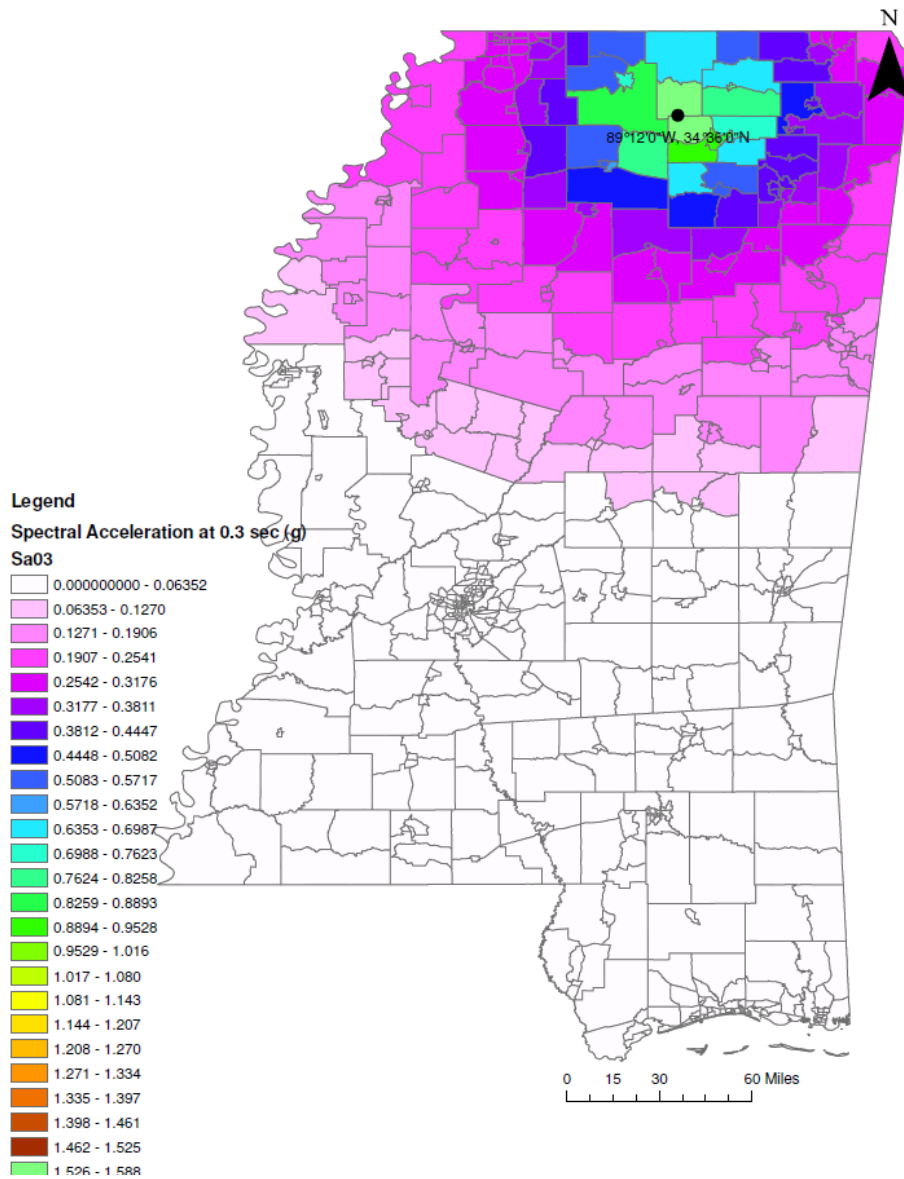 N
89°12'0"W, 34°36'0"N
Legend
Spectral Acceleration at 0.3 sec (g)
Sa03
0.000000000 - 0.06352
0.06353 - 0.1270
0.1271 - 0.1906
0.1907 - 0.2541
0.2542 - 0.3176
0.3177 - 0.3811
0.3812 - 0.4447
0.4448 - 0.5082
0.5083 - 0.5717
0.5718 - 0.6352
0.6353 - 0.6987
0.6988 - 0.7623
0.7624 - 0.8258
0.8259 - 0.8893
0.8894 - 0.9528
0.9529 - 1.016
1.017 - 1.080
1.081 - 1.143
1.144 - 1.207
1.208 - 1.270
1.271 - 1.334
1.335 - 1.397
1.398 - 1.461
1.462 - 1.525
1.526 - 1.588
0 15 30 60 Miles